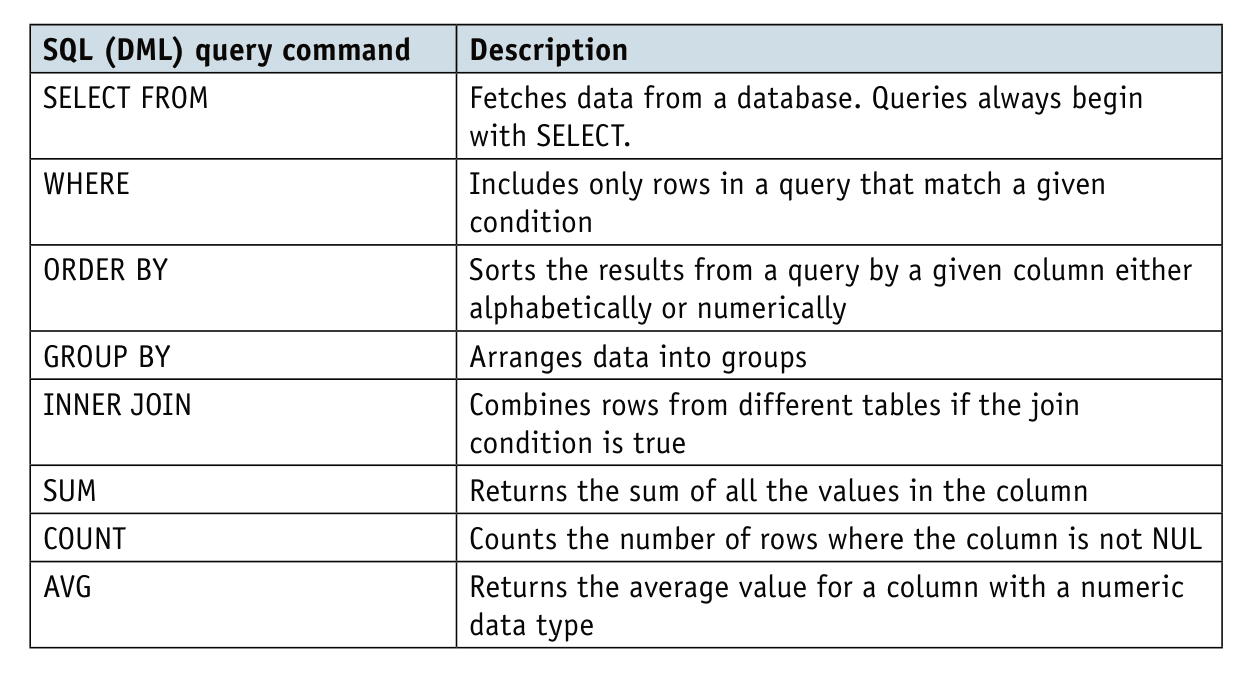 SQL (DML) query command Description
SELECT FROM Fetches data from a database. Queries always begin
with SELECT.
WHERE Includes only rows in a query that match a given
condition
ORDER BY Sorts the results from a query by a given column either
alphabetically or numerically
GROUP BY Arranges data into groups
INNER JOIN Combines rows from different tables if the join
condition is true
SUM Returns the sum of all the values in the column
COUNT Counts the number of rows where the column is not NUL
AVG Returns the average value for a column with a numeric
data type